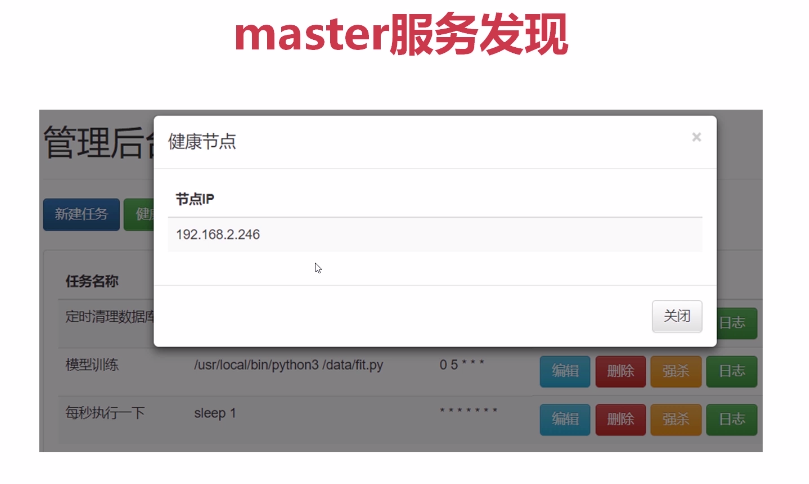 master服务发现
管理后台
健康节点
×
新建任务
节点IP
192.168.2.246
任务名称
定时清理数据库
关闭
日志
模型训练 /usr/local/bin/python3 /data/fit.py 0 5 * * * 编辑 删除 强杀 日志
每秒执行一下 sleep 1 * * * * * * * 编辑 删除 强杀 日志